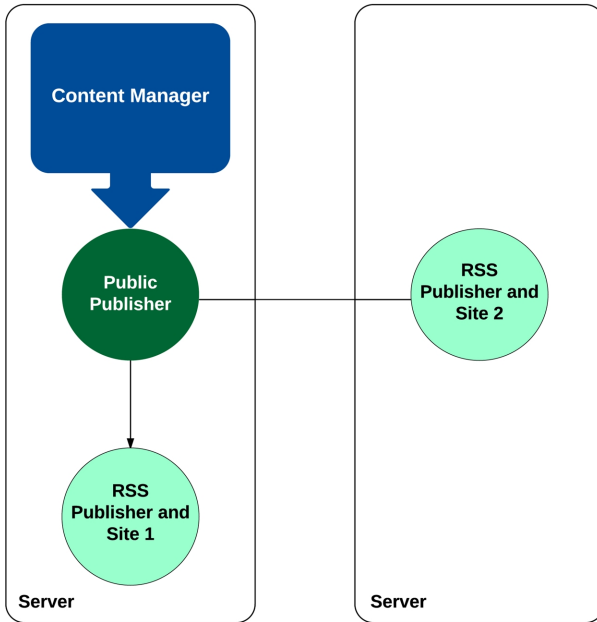 Content Manager
Public
Publisher
RSS
Publisher and
Site 2
RSS
Publisher and
Site 1
Server
Server